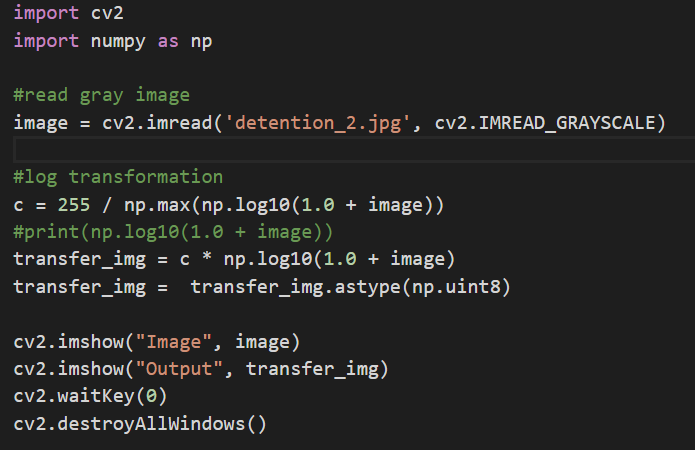 import cv2
import numpy as np
#read gray image
image = cv2.imread('detention_2.jpg', cv2.IMREAD_GRAYSCALE)
#log transformation
c = 255 / np.max(np.log10(1.0 + image))
#print(np.log10(1.0 + image))
transfer_img = c * np.log10(1.0 + image)
transfer_img =  transfer_img.astype(np.uint8)
cv2.imshow("Image", image)
cv2.imshow("Output", transfer_img)
cv2.waitKey(0)
cv2.destroyAllWindows()